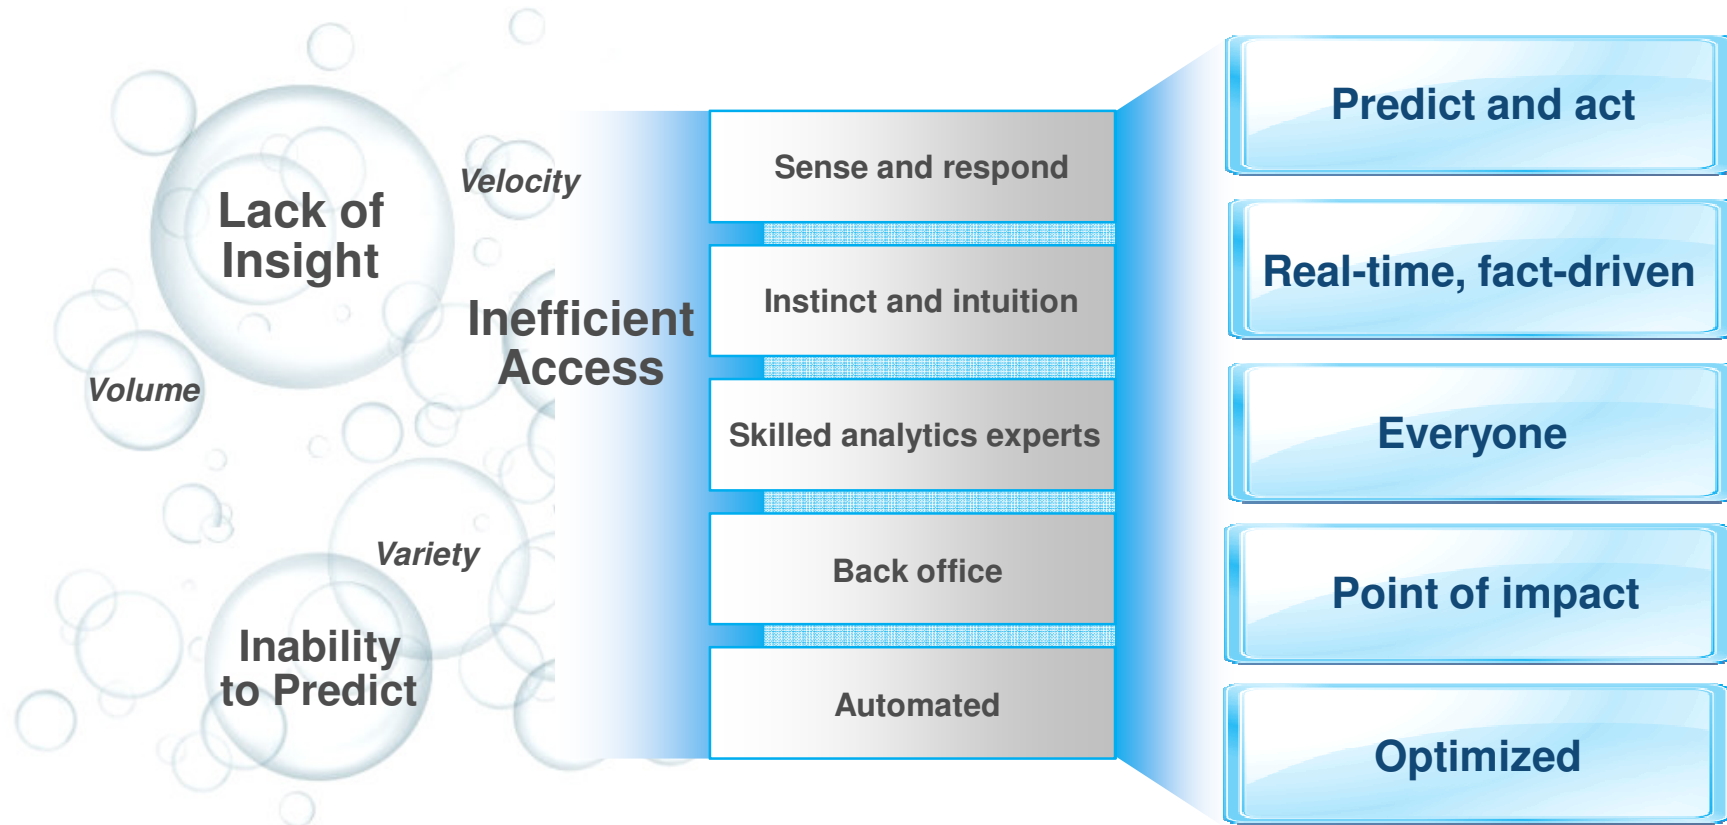 Lack of
Insight
Velocity
Inefficient
Access
Volume
Variety
Inability
to Predict
Sense and respond
Instinct and intuition
Skilled analytics experts
Back office
Automated
Predict and act
Real-time, fact-driven
Everyone
Point of impact
Optimized